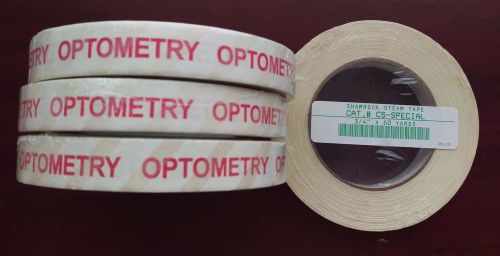 OPTOMETRY OPTOMETRY
OPTOMETRY OPTOMETRY
OPTOMETRY OPTOMETRY
SHAMROCK STEAM TAPE
CAT.# CS-SPECIAL
3/4" x 60 YARDS